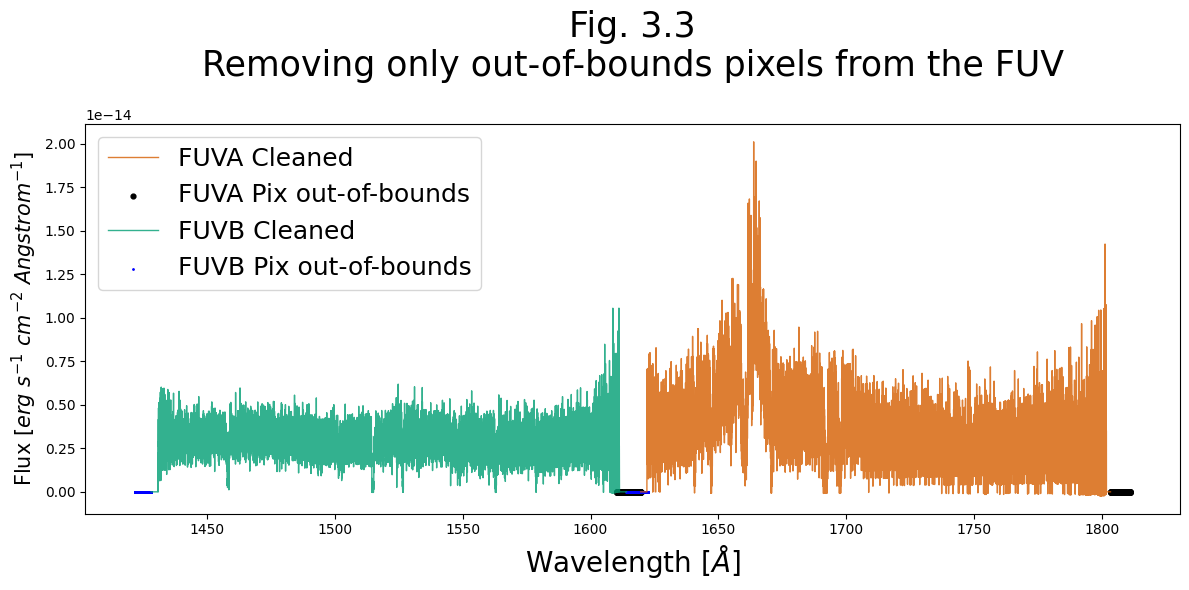 Fig. 3.3
Removing only out-of-bounds pixels from the FUV
1e−14
2.00
1.75
1.50
1.25
1.00
0.75
0.50
0.25
0.00
Flux [erg s⁻¹ cm⁻² Angstrom⁻¹]
FUVA Cleaned
FUVA Pix out-of-bounds
FUVB Cleaned
FUVB Pix out-of-bounds
1450 1500 1550 1600 1650 1700 1750 1800
Wavelength [Å]